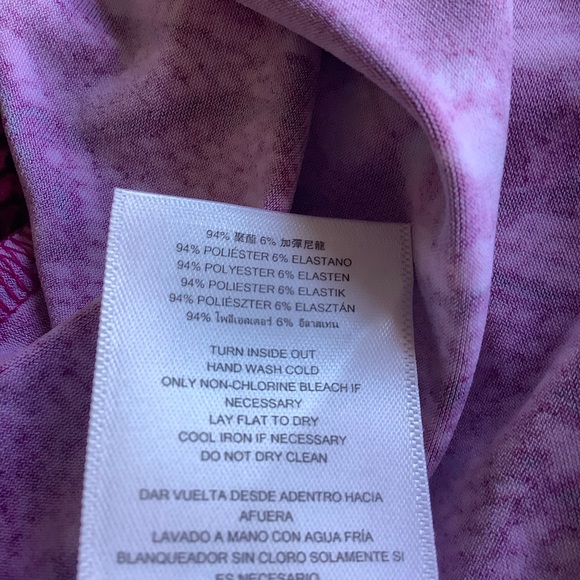 94% 聚酯 6% 加彈尼龍
94% POLIÉSTER 6% ELASTANO
94% POLYESTER 6% ELASTEN
94% POLIESTER 6% ELASTIK
94% POLIÉSZTER 6% ELASZTÁN
94% โพลีเอสเตอร์ 6% อีลาสเทน
TURN INSIDE OUT
HAND WASH COLD
ONLY NON-CHLORINE BLEACH IF
NECESSARY
LAY FLAT TO DRY
COOL IRON IF NECESSARY
DO NOT DRY CLEAN
DAR VUELTA DESDE ADENTRO HACIA
AFUERA
LAVADO A MANO CON AGUA FRÍA
BLANQUEADOR SIN CLORO SOLAMENTE SI
ES NECESARIO